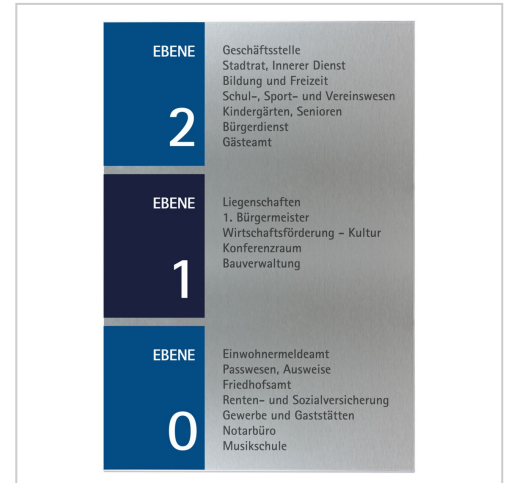 EBENE
2
Geschäftsstelle
Stadtrat, Innerer Dienst
Bildung und Freizeit
Schul-, Sport- und Vereinswesen
Kindergärten, Senioren
Bürgerdienst
Gästeamt
EBENE
1
Liegenschaften
1. Bürgermeister
Wirtschaftsförderung - Kultur
Konferenzraum
Bauverwaltung
EBENE
0
Einwohnermeldeamt
Passwesen, Ausweise
Friedhofsamt
Renten- und Sozialversicherung
Gewerbe und Gaststätten
Notarbüro
Musikschule